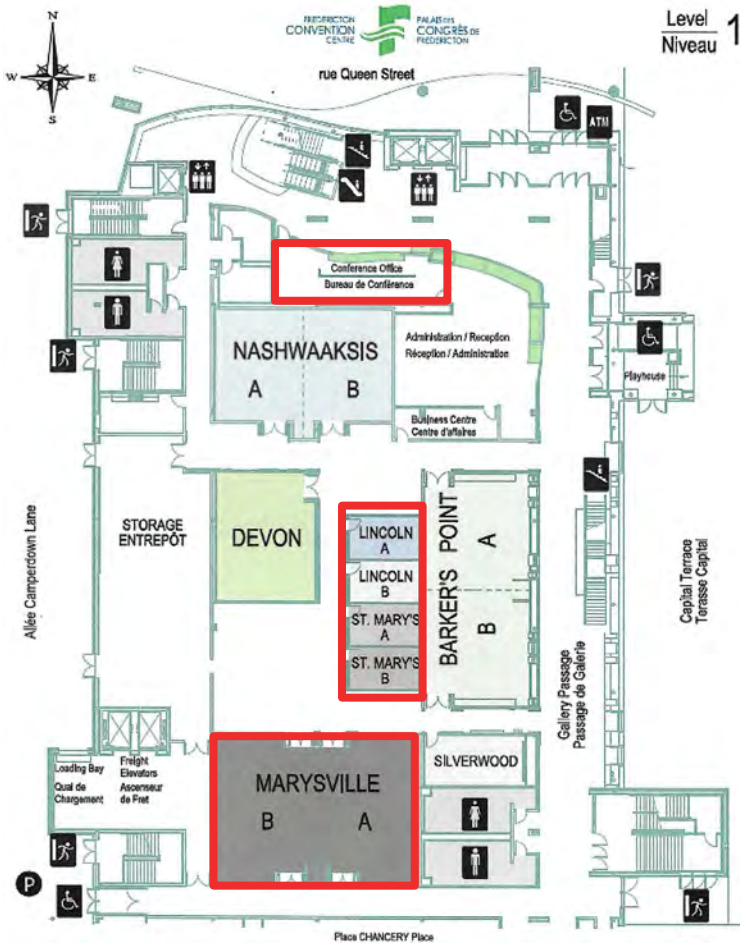 N
W E
S
FREDERICTON
CONVENTION
CENTRE
PALAIS DES
CONGRÈS DE
FREDERICTON
Level
Niveau 1
rue Queen Street
ATM
Conference Office
Bureau de Conférence
NASHWAAKSIS
A B
Administration / Reception
Réception / Administration
Playhouse
Business Centre
Centre d'affaires
Allée Camperdown Lane
STORAGE
ENTREPÔT
DEVON
LINCOLN
A
LINCOLN
B
ST. MARY'S
A
ST. MARY'S
B
BARKER'S POINT
A
B
Gallery Passage
Passage de Galerie
Capital Terrace
Terasse Capital
Loading Bay
Quai de
Chargement
Freight
Elevators
Ascenseur
de Fret
MARYSVILLE
B A
SILVERWOOD
P
Place CHANCERY Place